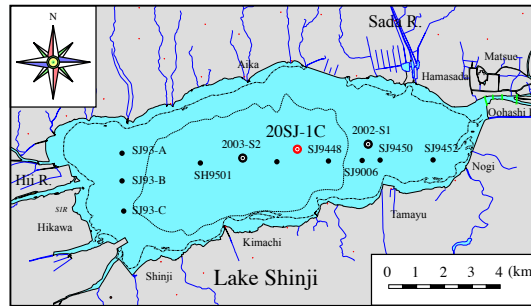 N
Sada R.
Matsue
Aika
Hamasada
Oohashi R.
20SJ-1C
2002-S1
SJ93-A
2003-S2
SJ9448
SJ9450
SJ9452
SH9501
SJ9006
Nogi
Hii R.
SJ93-B
SJR
SJ93-C
Tamayu
Hikawa
Kimachi
Shinji
Lake Shinji
0 1 2 3 4 (km